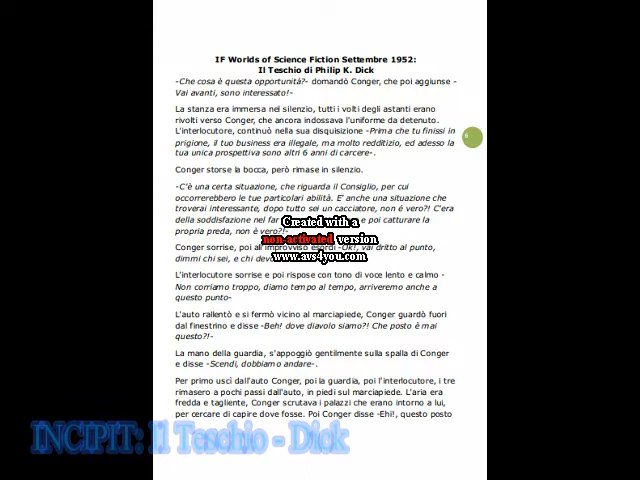 IF Worlds of Science Fiction Settembre 1952:
Il Teschio di Philip K. Dick
-Che cosa è questa opportunità?- domandò Conger, che poi aggiunse -
Vai avanti, sono interessato!-
La stanza era immersa nel silenzio, tutti i volti degli astanti erano
rivolti verso Conger, che ancora indossava l'uniforme da detenuto.
L'interlocutore, continuò nella sua disquisizione -Prima che tu finissi in
6
prigione, il tuo business era illegale, ma molto redditizio, ed adesso la
tua unica prospettiva sono altri 6 anni di carcere-.
Conger storse la bocca, però rimase in silenzio.
-C'è una certa situazione, che riguarda il Consiglio, per cui
occorrerebbero le tue particolari abilità. E' anche una situazione che
troverai interessante, dopo tutto sei un cacciatore, non é vero?! C'era
della soddisfazione nel far e poi catturare la
Created with a
propria preda, non è vero?!-
non-activated version
Conger sorrise, poi all'improvviso esordì -Ok!, vai dritto al punto,
www.avs4you.com
dimmi chi sei, e chi
L'interlocutore sorrise e poi rispose con tono di voce lento e calmo -
Non corriamo troppo, diamo tempo al tempo, arriveremo anche a
questo punto-
L'auto rallentò e si fermò vicino al marciapiede, Conger guardò fuori
dal finestrino e disse -Beh! dove diavolo siamo?! Che posto è mai
questo?!-
La mano della guardia, s'appoggiò gentilmente sulla spalla di Conger
e disse -Scendi, dobbiamo andare-.
Per primo uscì dall'auto Conger, poi la guardia, poi l'interlocutore, i tre
rimasero a pochi passi dall'auto, in piedi sul marciapiede. L'aria era
fredda e tagliente, Conger scrutava i palazzi che erano intorno a lui,
per cercare di capire dove fosse. Poi Conger disse -Ehi!, questo posto
INCIPIT: Il Teschio - Dick